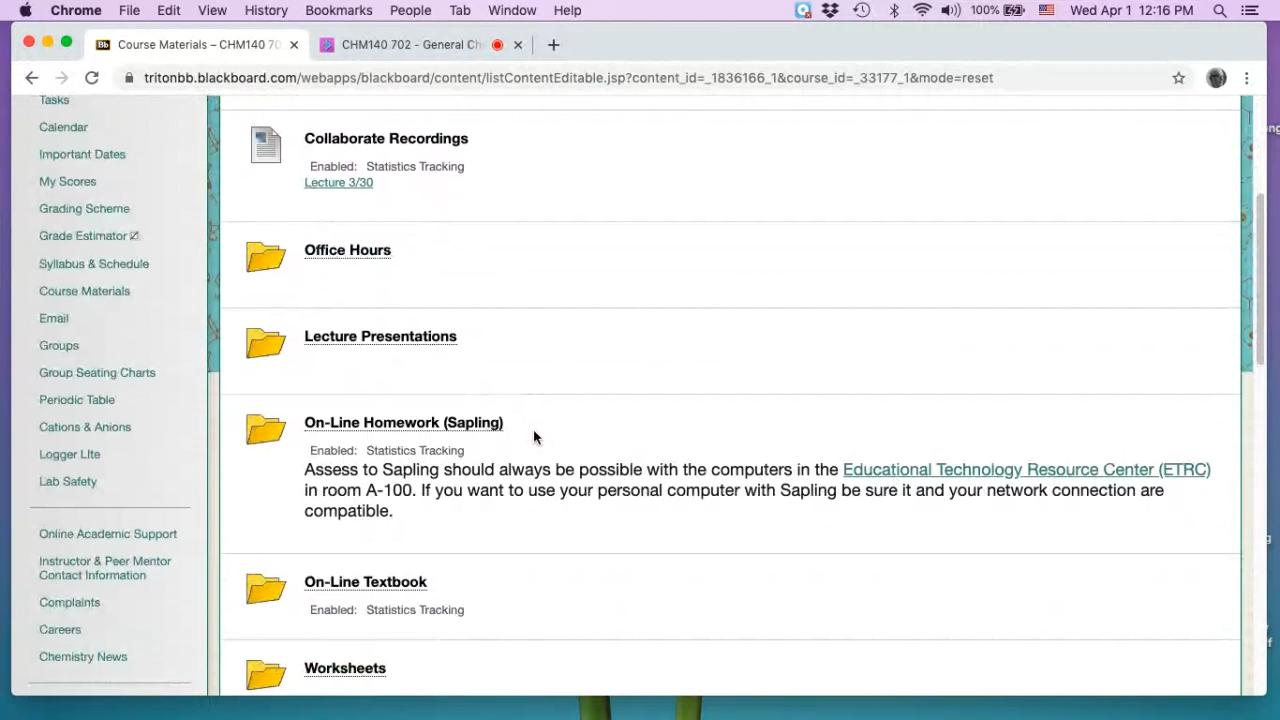 Chrome File Edit View History Bookmarks People Tab Window Help 100% Wed Apr 1 12:16 PM
Bb Course Materials – CHM140 70 CHM140 702 - General Ch
tritonbb.blackboard.com/webapps/blackboard/content/listContentEditable.jsp?content_id=_1836166_1&course_id=_33177_1&mode=reset
Tasks
Calendar
Important Dates
My Scores
Grading Scheme
Grade Estimator
Syllabus & Schedule
Course Materials
Email
Groups
Group Seating Charts
Periodic Table
Cations & Anions
Logger LIte
Lab Safety
Online Academic Support
Instructor & Peer Mentor
Contact Information
Complaints
Careers
Chemistry News
Collaborate Recordings
Enabled: Statistics Tracking
Lecture 3/30
Office Hours
Lecture Presentations
On-Line Homework (Sapling)
Enabled: Statistics Tracking
Assess to Sapling should always be possible with the computers in the Educational Technology Resource Center (ETRC)
in room A-100. If you want to use your personal computer with Sapling be sure it and your network connection are
compatible.
On-Line Textbook
Enabled: Statistics Tracking
Worksheets